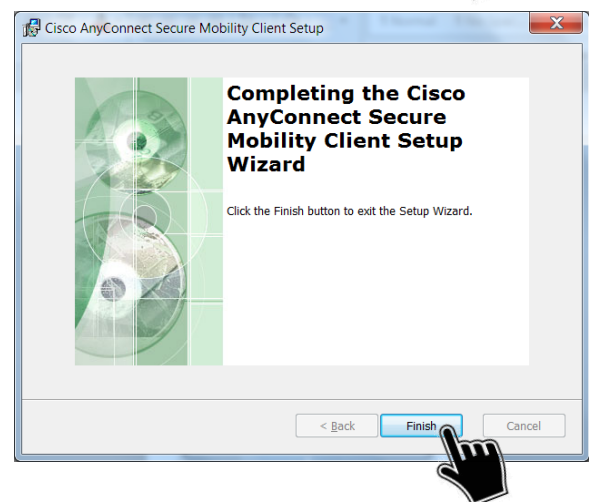 Cisco AnyConnect Secure Mobility Client Setup
Completing the Cisco
AnyConnect Secure
Mobility Client Setup
Wizard
Click the Finish button to exit the Setup Wizard.
< Back
Finish
Cancel